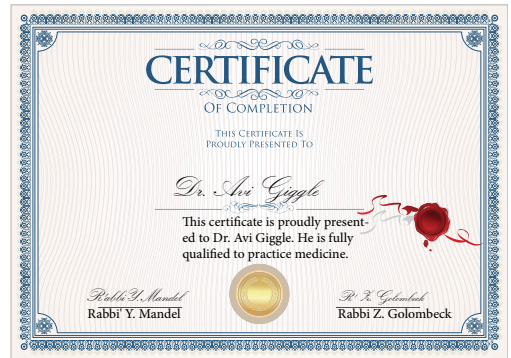 CERTIFICATE
OF COMPLETION
THIS CERTIFICATE IS
PROUDLY PRESENTED TO
Dr. Avi Giggle
This certificate is proudly present-
ed to Dr. Avi Giggle. He is fully
qualified to practice medicine.
Rabbi Y. Mandel
R' Z. Golombeck
Rabbi' Y. Mandel
Rabbi Z. Golombeck